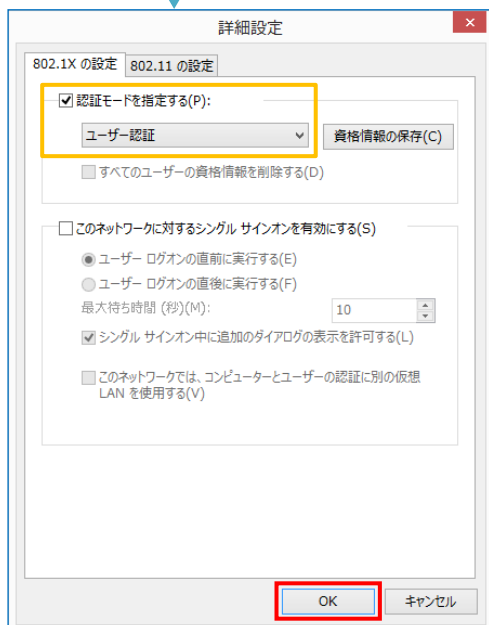 詳細設定
×
802.1X の設定 802.11 の設定
認証モードを指定する(P):
ユーザー認証 資格情報の保存(C)
すべてのユーザーの資格情報を削除する(D)
このネットワークに対するシングル サインオンを有効にする(S)
ユーザー ログオンの直前に実行する(E)
ユーザー ログオンの直後に実行する(F)
最大待ち時間 (秒)(M): 10
シングル サインオン中に追加のダイアログの表示を許可する(L)
このネットワークでは、コンピューターとユーザーの認証に別の仮想
LAN を使用する(V)
OK キャンセル